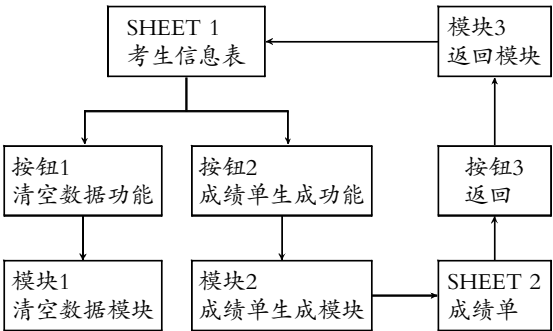 SHEET 1
考生信息表
模块3
返回模块
按钮1
清空数据功能
按钮2
成绩单生成功能
按钮3
返回
模块1
清空数据模块
模块2
成绩单生成模块
SHEET 2
成绩单